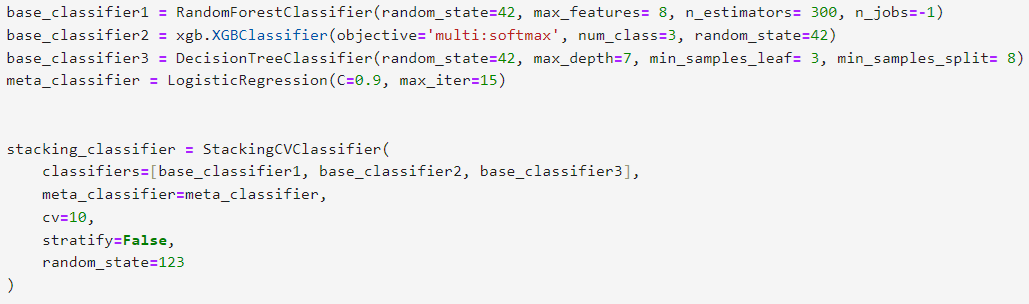 base_classifier1 = RandomForestClassifier(random_state=42, max_features= 8, n_estimators= 300, n_jobs=-1)
base_classifier2 = xgb.XGBClassifier(objective='multi:softmax', num_class=3, random_state=42)
base_classifier3 = DecisionTreeClassifier(random_state=42, max_depth=7, min_samples_leaf= 3, min_samples_split= 8)
meta_classifier = LogisticRegression(C=0.9, max_iter=15)
stacking_classifier = StackingCVClassifier(
    classifiers=[base_classifier1, base_classifier2, base_classifier3],
    meta_classifier=meta_classifier,
    cv=10,
    stratify=False,
    random_state=123
)